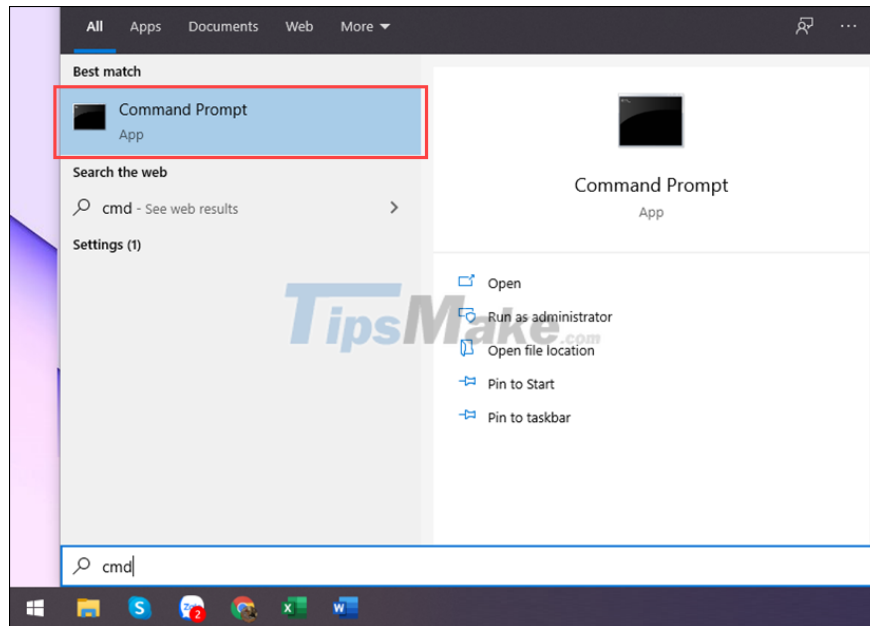 All Apps Documents Web More
Best match
Command Prompt
App
Search the web
cmd - See web results
Settings (1)
Command Prompt
App
Open
Run as administrator
Open file location
Pin to Start
Pin to taskbar
TipsMake.com
cmd
S
Zalo
2
X
W